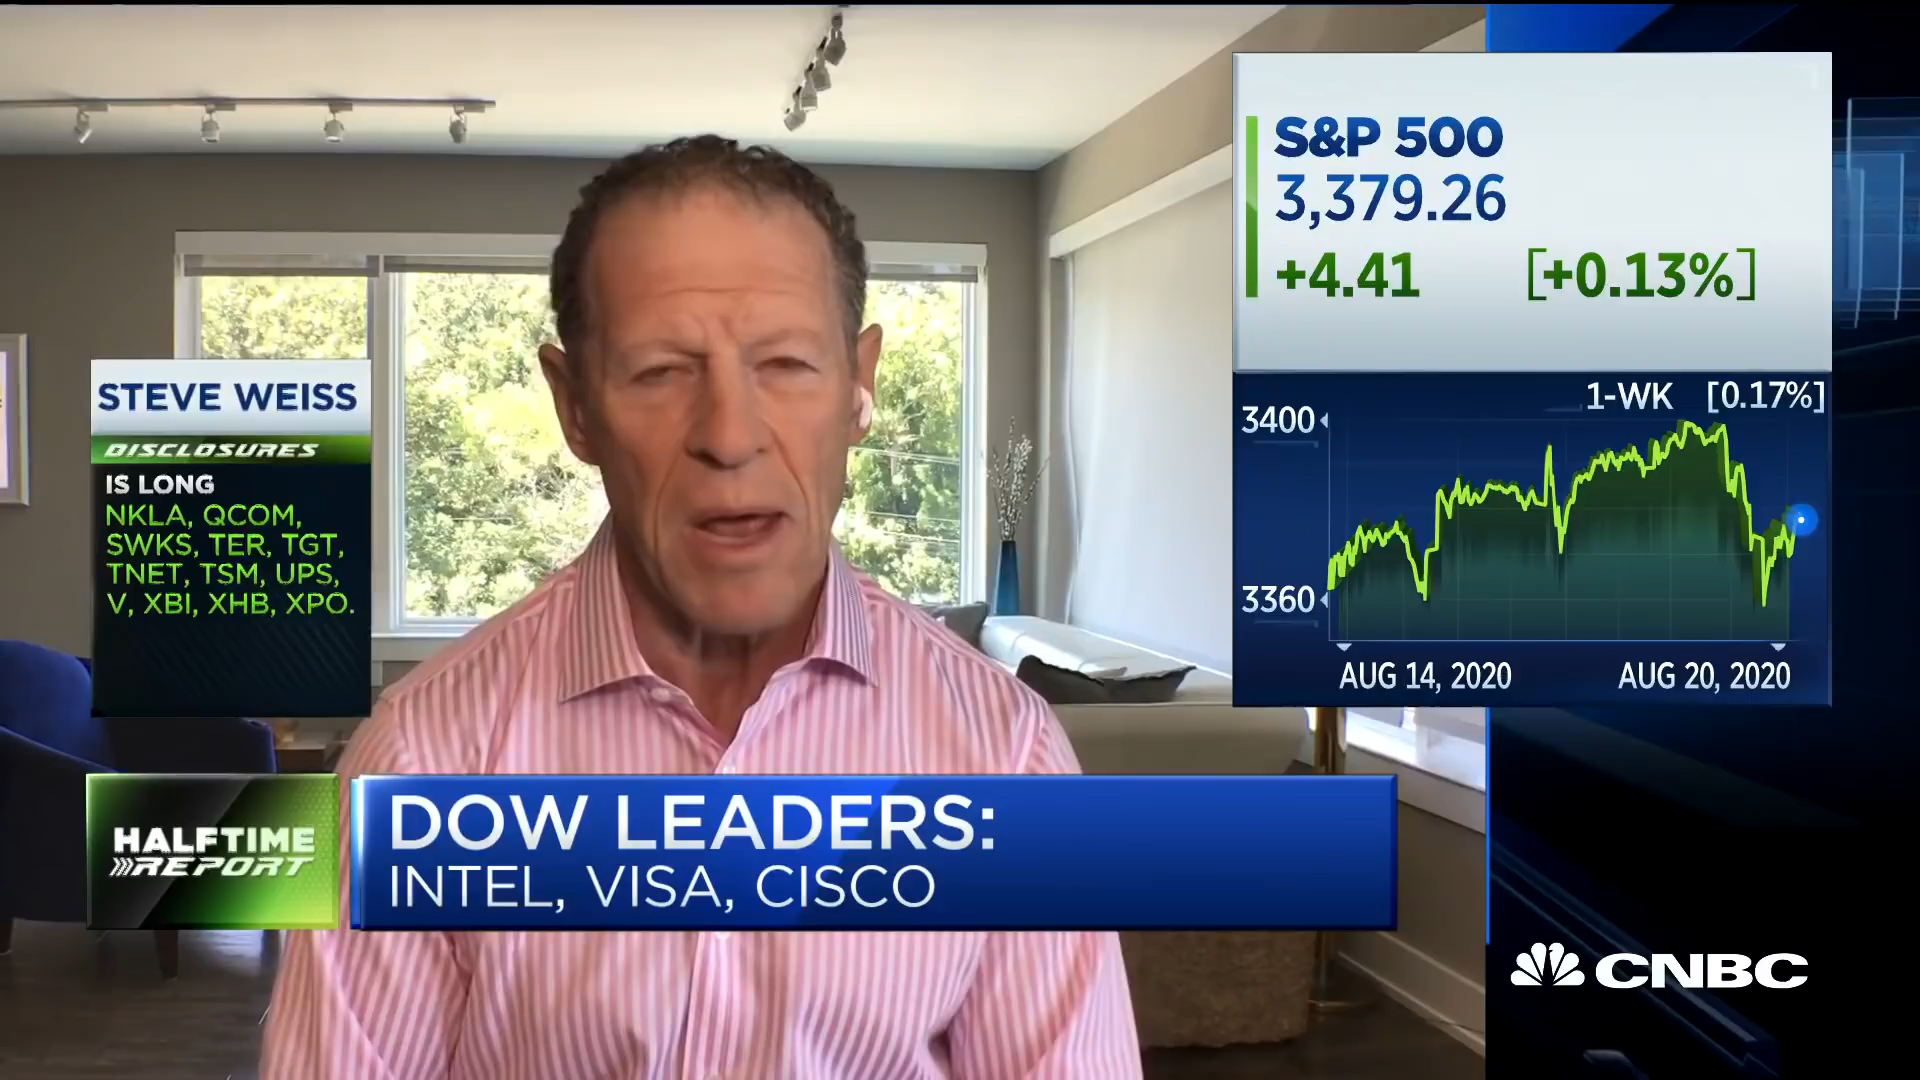 STEVE WEISS
DISCLOSURES
IS LONG
NKLA, QCOM,
SWKS, TER, TGT,
TNET, TSM, UPS,
V, XBI, XHB, XPO.
S&P 500
3,379.26
+4.41 [+0.13%]
1-WK [0.17%]
3400
3360
AUG 14, 2020 AUG 20, 2020
HALFTIME
REPORT
DOW LEADERS:
INTEL, VISA, CISCO
CNBC